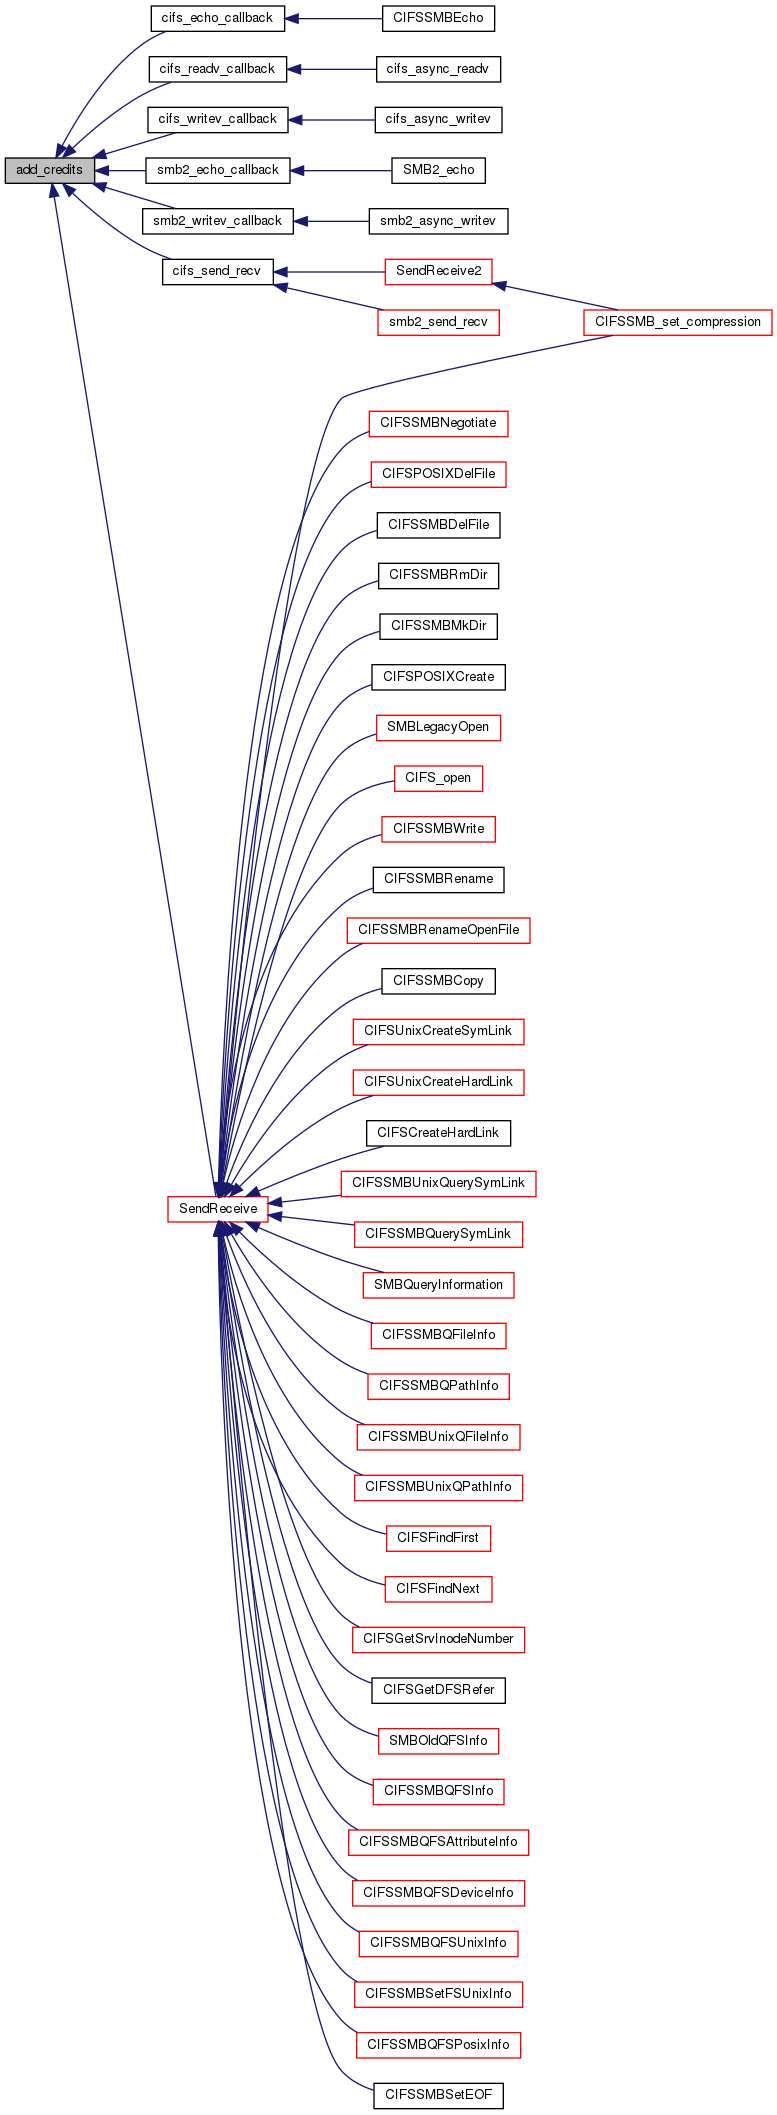 cifs_echo_callback
CIFSSMBEcho
cifs_readv_callback
cifs_async_readv
cifs_writev_callback
cifs_async_writev
add_credits
smb2_echo_callback
SMB2_echo
smb2_writev_callback
smb2_async_writev
cifs_send_recv
SendReceive2
smb2_send_recv
CIFSSMB_set_compression
CIFSSMBNegotiate
CIFSPOSIXDelFile
CIFSSMBDelFile
CIFSSMBRmDir
CIFSSMBMkDir
CIFSPOSIXCreate
SMBLegacyOpen
CIFS_open
CIFSSMBWrite
CIFSSMBRename
CIFSSMBRenameOpenFile
CIFSSMBCopy
CIFSUnixCreateSymLink
CIFSUnixCreateHardLink
CIFSCreateHardLink
CIFSSMBUnixQuerySymLink
SendReceive
CIFSSMBQuerySymLink
SMBQueryInformation
CIFSSMBQFileInfo
CIFSSMBQPathInfo
CIFSSMBUnixQFileInfo
CIFSSMBUnixQPathInfo
CIFSFindFirst
CIFSFindNext
CIFSGetSrvInodeNumber
CIFSGetDFSRefer
SMBOldQFSInfo
CIFSSMBQFSInfo
CIFSSMBQFSAttributeInfo
CIFSSMBQFSDeviceInfo
CIFSSMBQFSUnixInfo
CIFSSMBSetFSUnixInfo
CIFSSMBQFSPosixInfo
CIFSSMBSetEOF